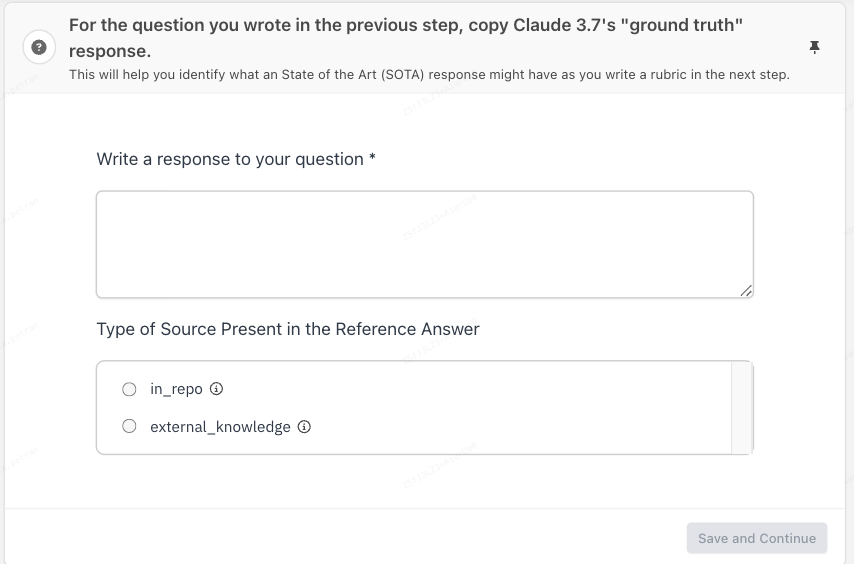 For the question you wrote in the previous step, copy Claude 3.7's "ground truth"
response.
This will help you identify what an State of the Art (SOTA) response might have as you write a rubric in the next step.
Write a response to your question *
Type of Source Present in the Reference Answer
in_repo
external_knowledge
Save and Continue